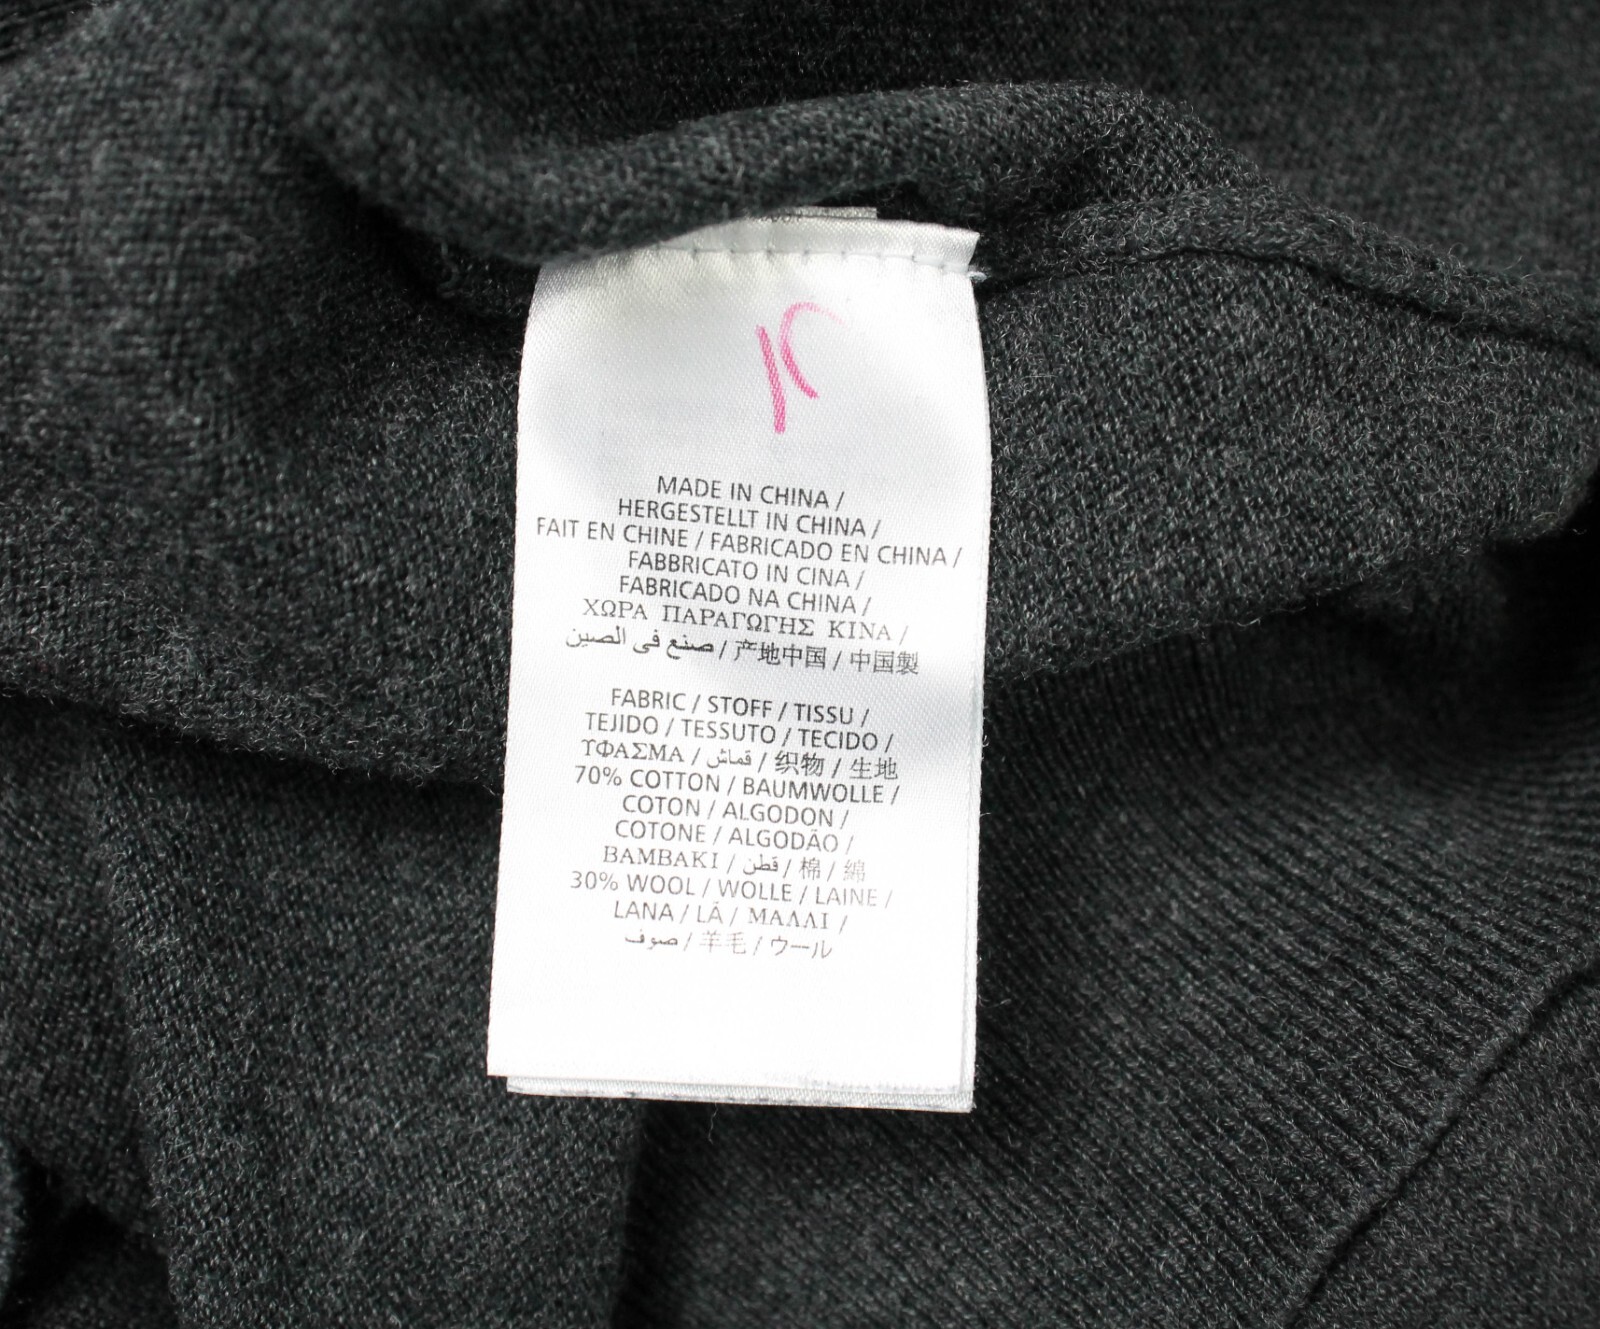 MADE IN CHINA /
HERGESTELLT IN CHINA /
FAIT EN CHINE / FABRICADO EN CHINA /
FABBRICATO IN CINA /
FABRICADO NA CHINA /
ΧΩΡΑ ΠΑΡΑΓΩΓΗΣ ΚΙΝΑ /
صنع فى الصين / 产地中国 / 中国製
FABRIC / STOFF / TISSU /
TEJIDO / TESSUTO / TECIDO /
ΥΦΑΣΜΑ / قماش / 织物 / 生地
70% COTTON / BAUMWOLLE /
COTON / ALGODON /
COTONE / ALGODÃO /
ΒΑΜΒΑΚΙ / قطن / 棉 / 綿
30% WOOL / WOLLE / LAINE /
LANA / LÃ / ΜΑΛΛΙ /
صوف / 羊毛 / ウール